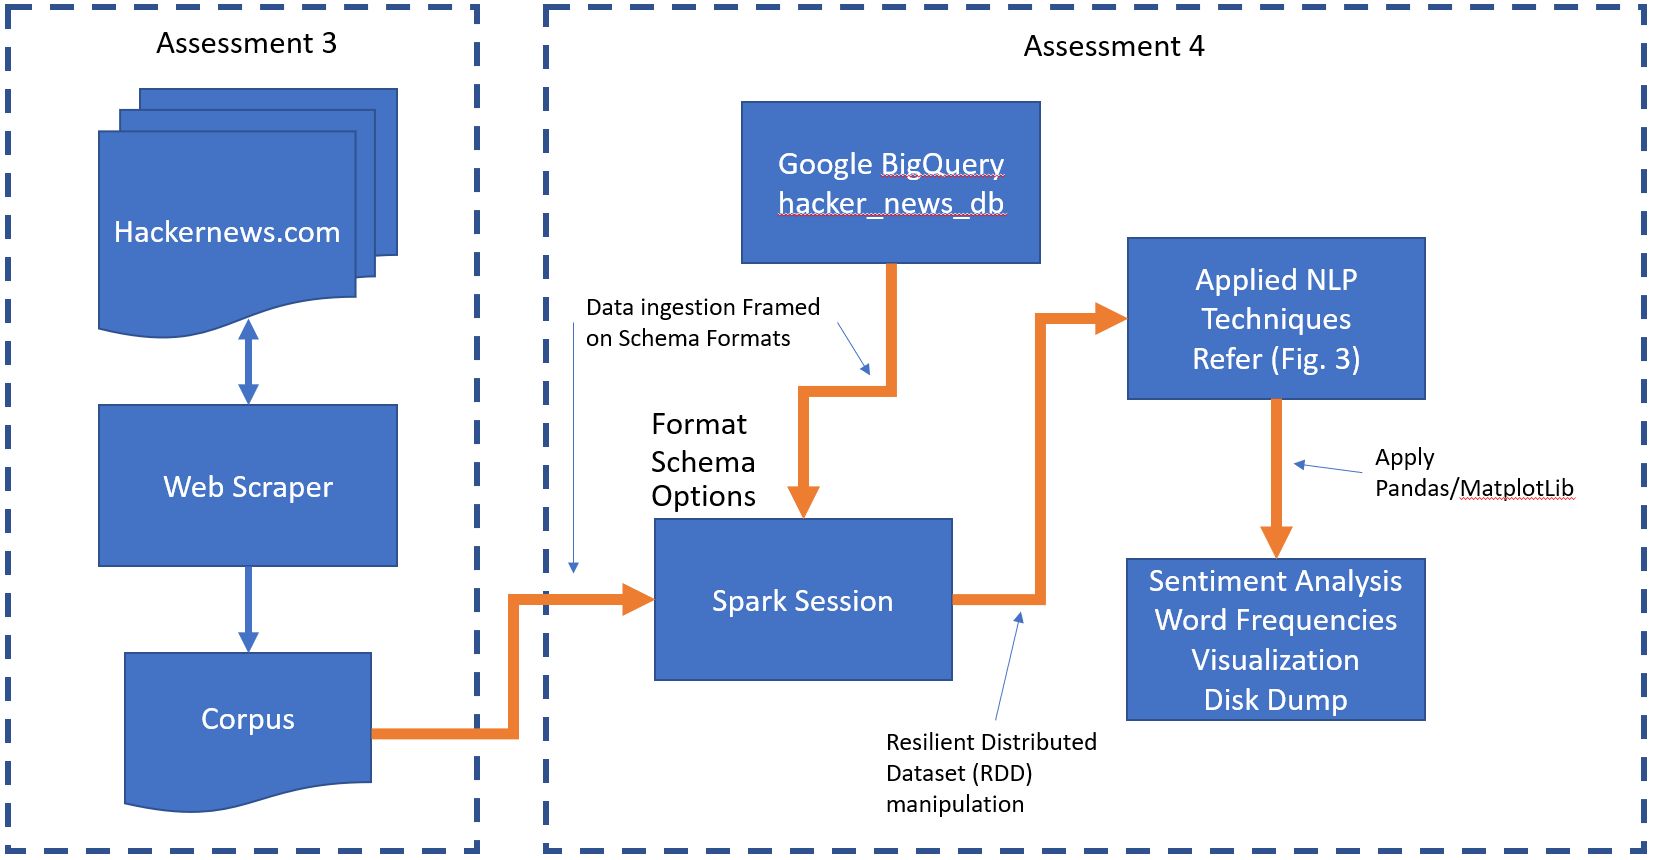 Assessment 3
Hackernews.com
Web Scraper
Corpus
Assessment 4
Google BigQuery
hacker_news_db
Data ingestion Framed
on Schema Formats
Format
Schema
Options
Spark Session
Resilient Distributed
Dataset (RDD)
manipulation
Applied NLP
Techniques
Refer (Fig. 3)
Apply
Pandas/MatplotLib
Sentiment Analysis
Word Frequencies
Visualization
Disk Dump